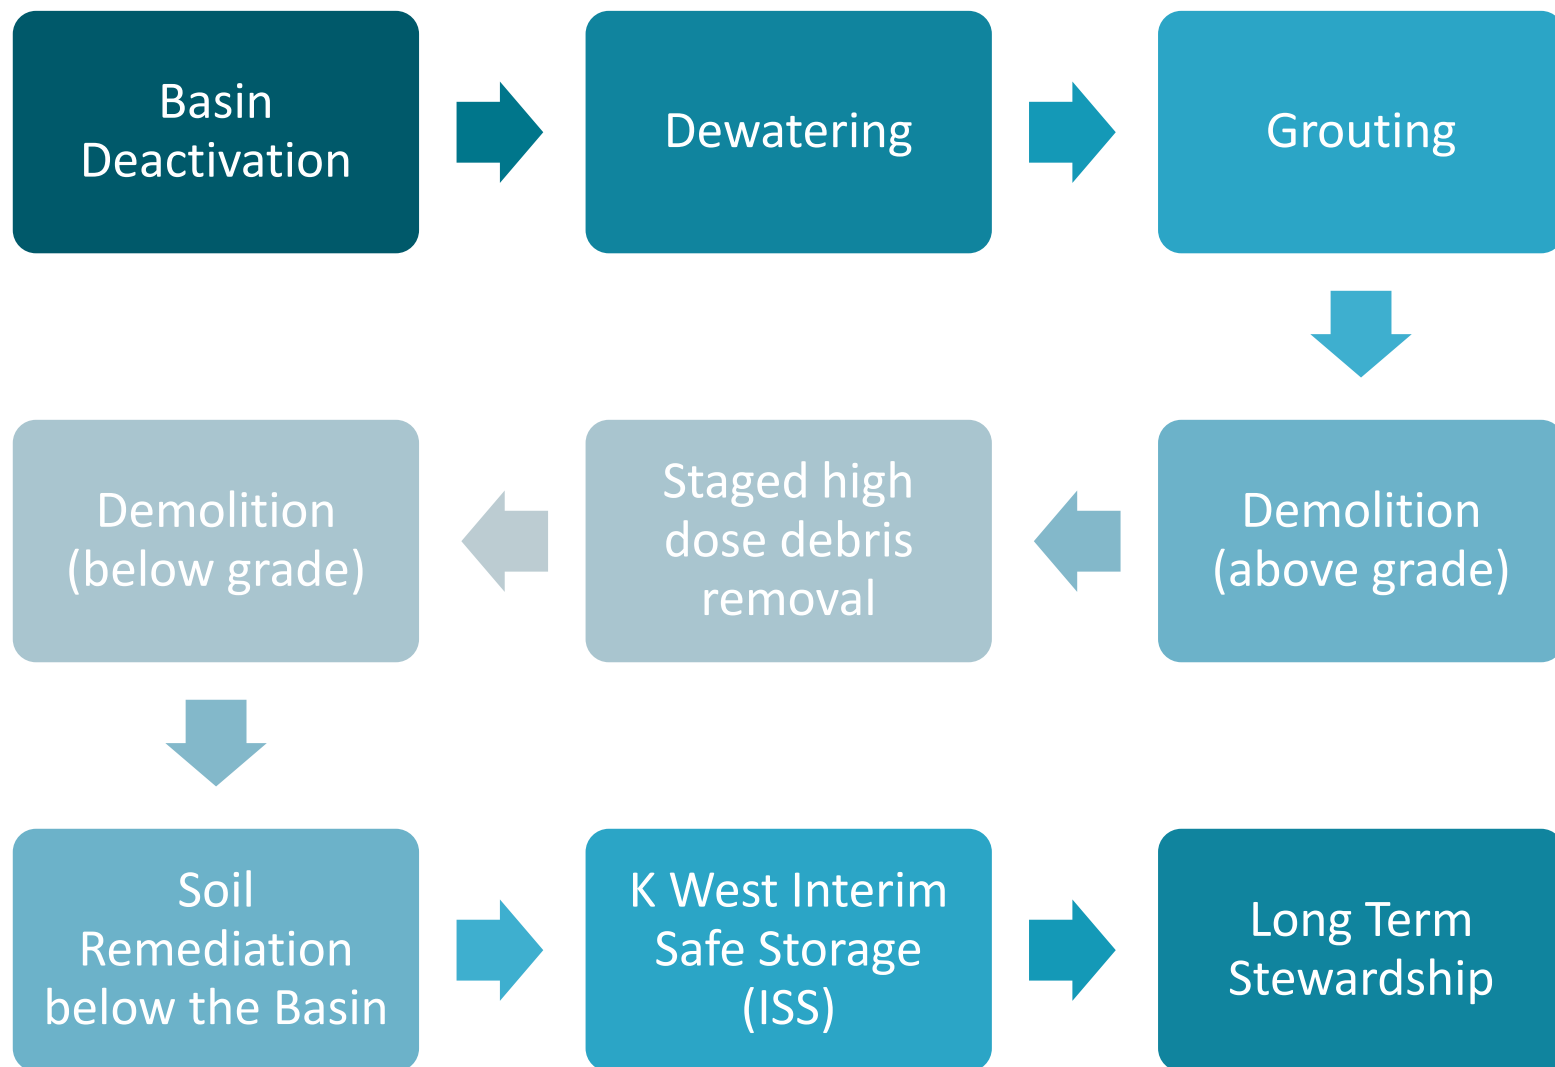 Basin
Deactivation
Dewatering
Grouting
Demolition
(above grade)
Staged high
dose debris
removal
Demolition
(below grade)
Soil
Remediation
below the Basin
K West Interim
Safe Storage
(ISS)
Long Term
Stewardship